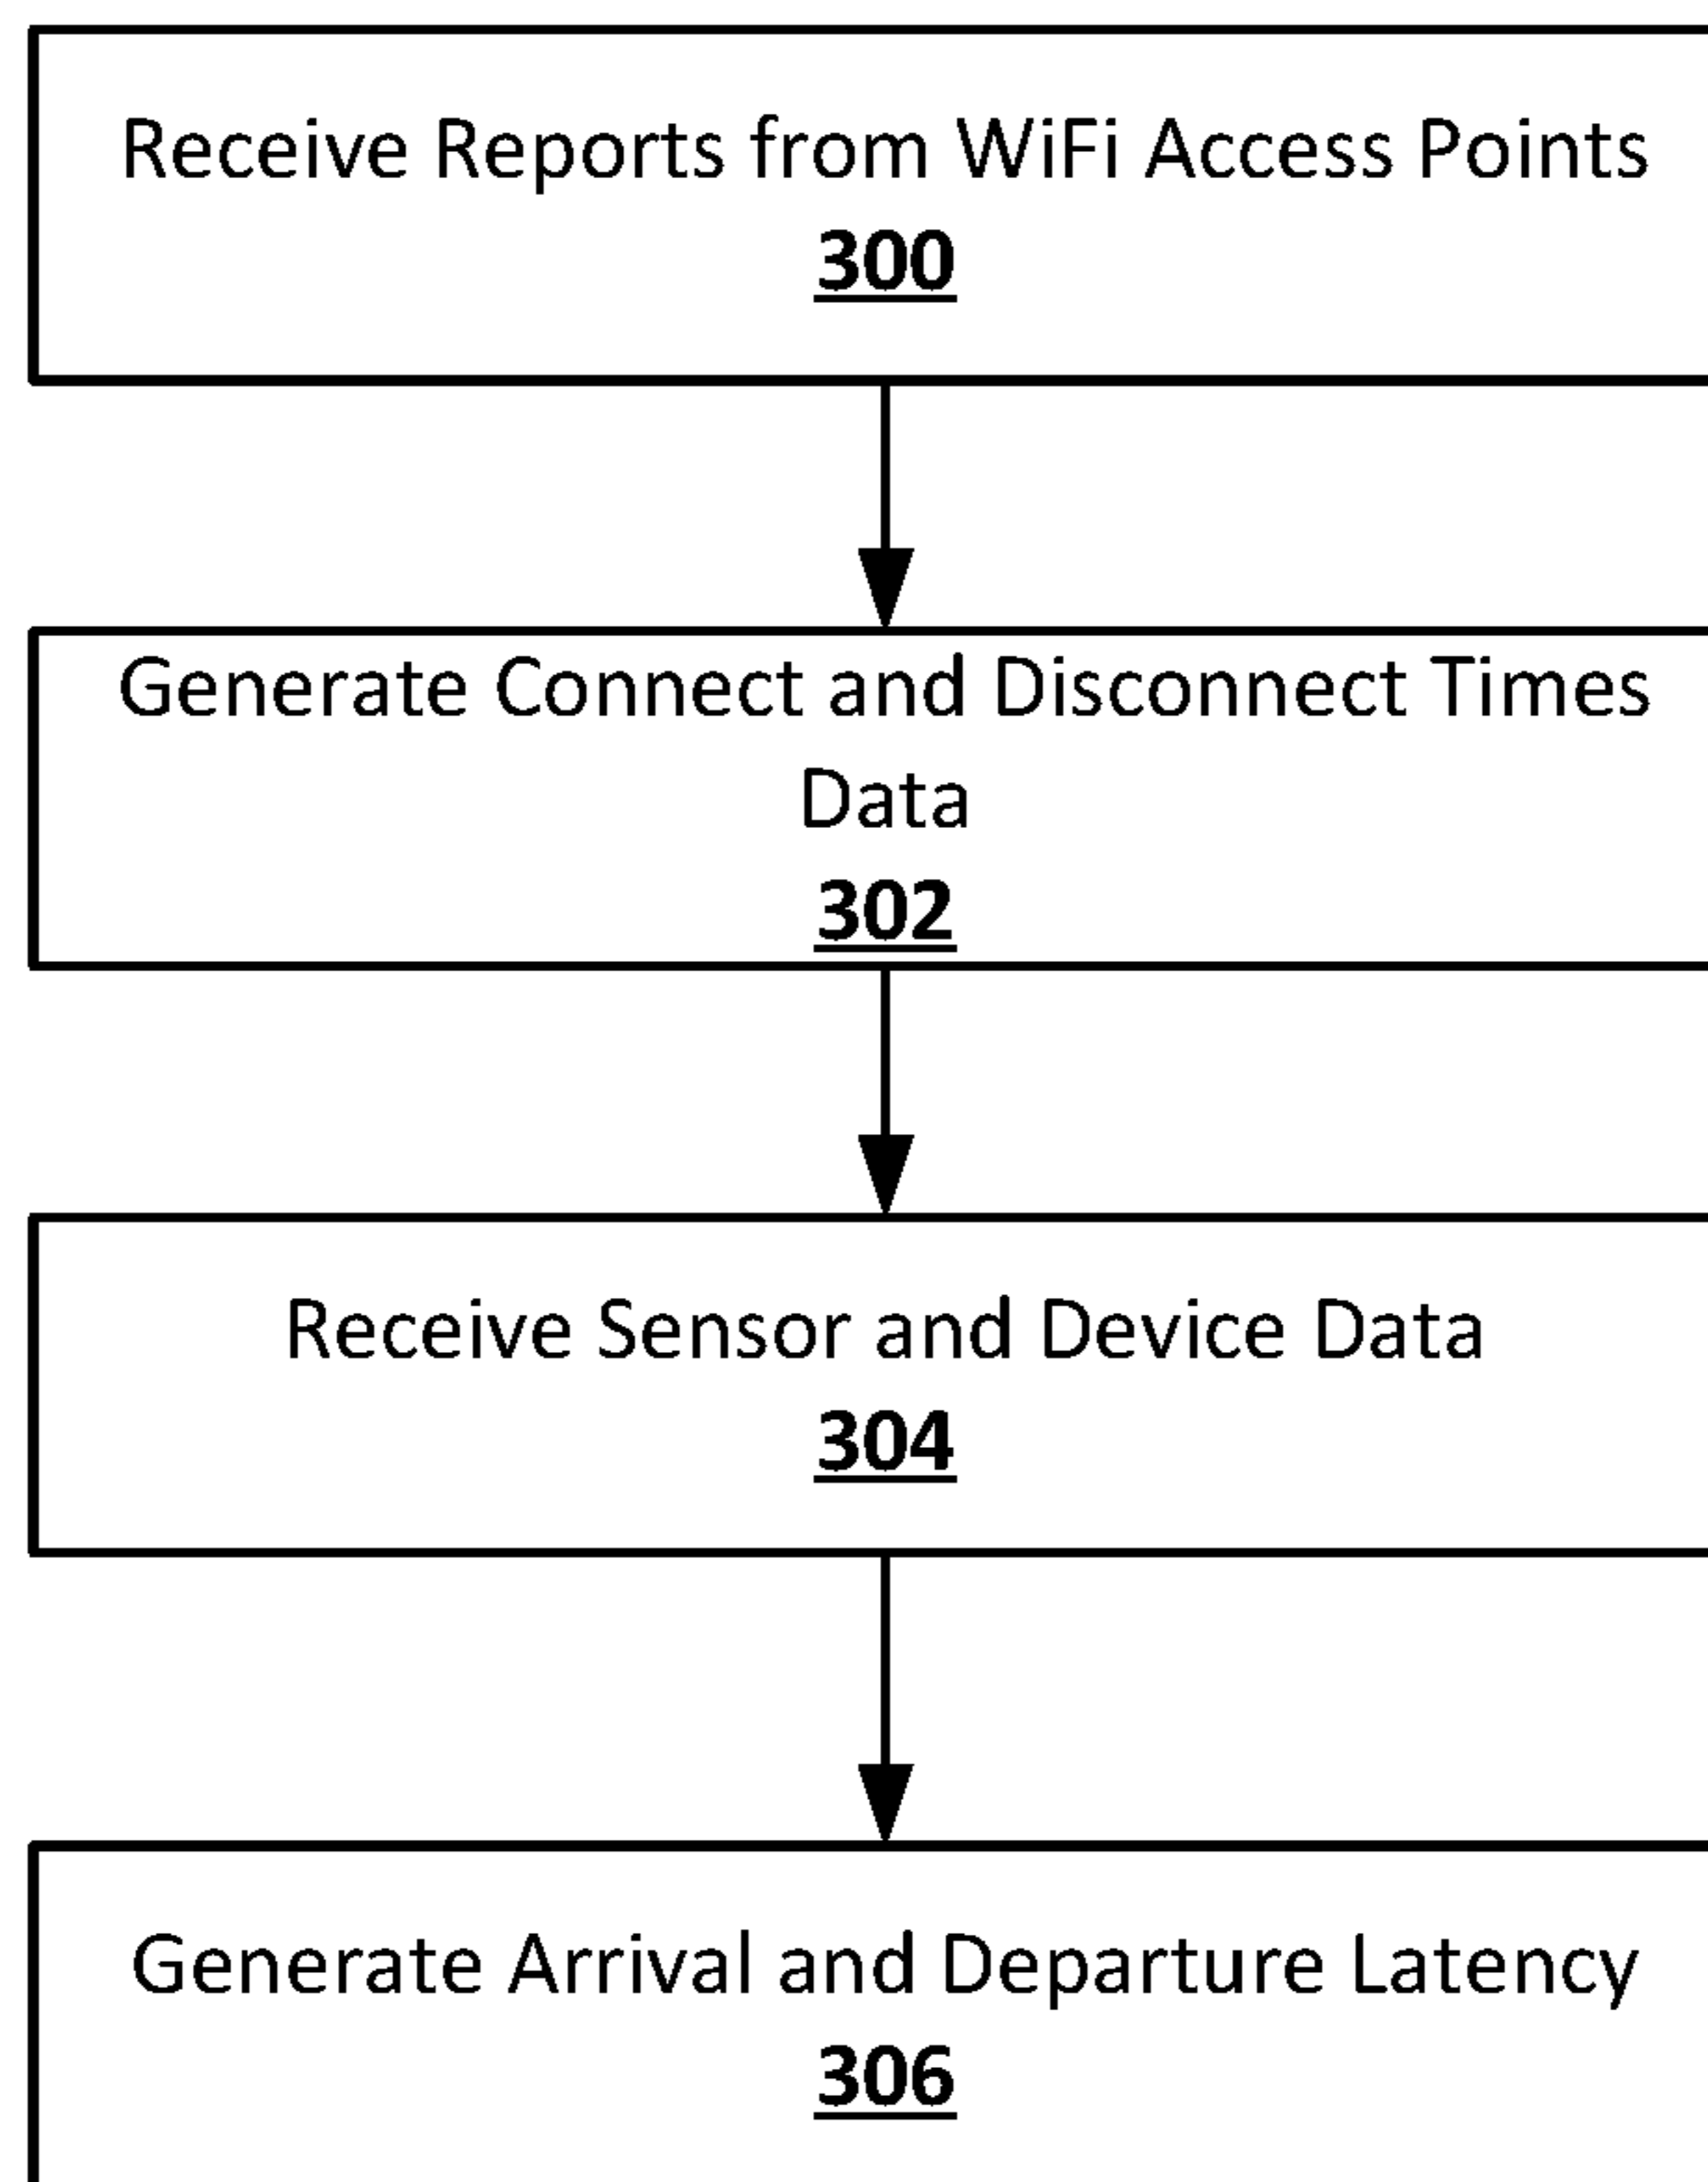 Receive Reports from WiFi Access Points
300
Generate Connect and Disconnect Times
Data
302
Receive Sensor and Device Data
304
Generate Arrival and Departure Latency
306